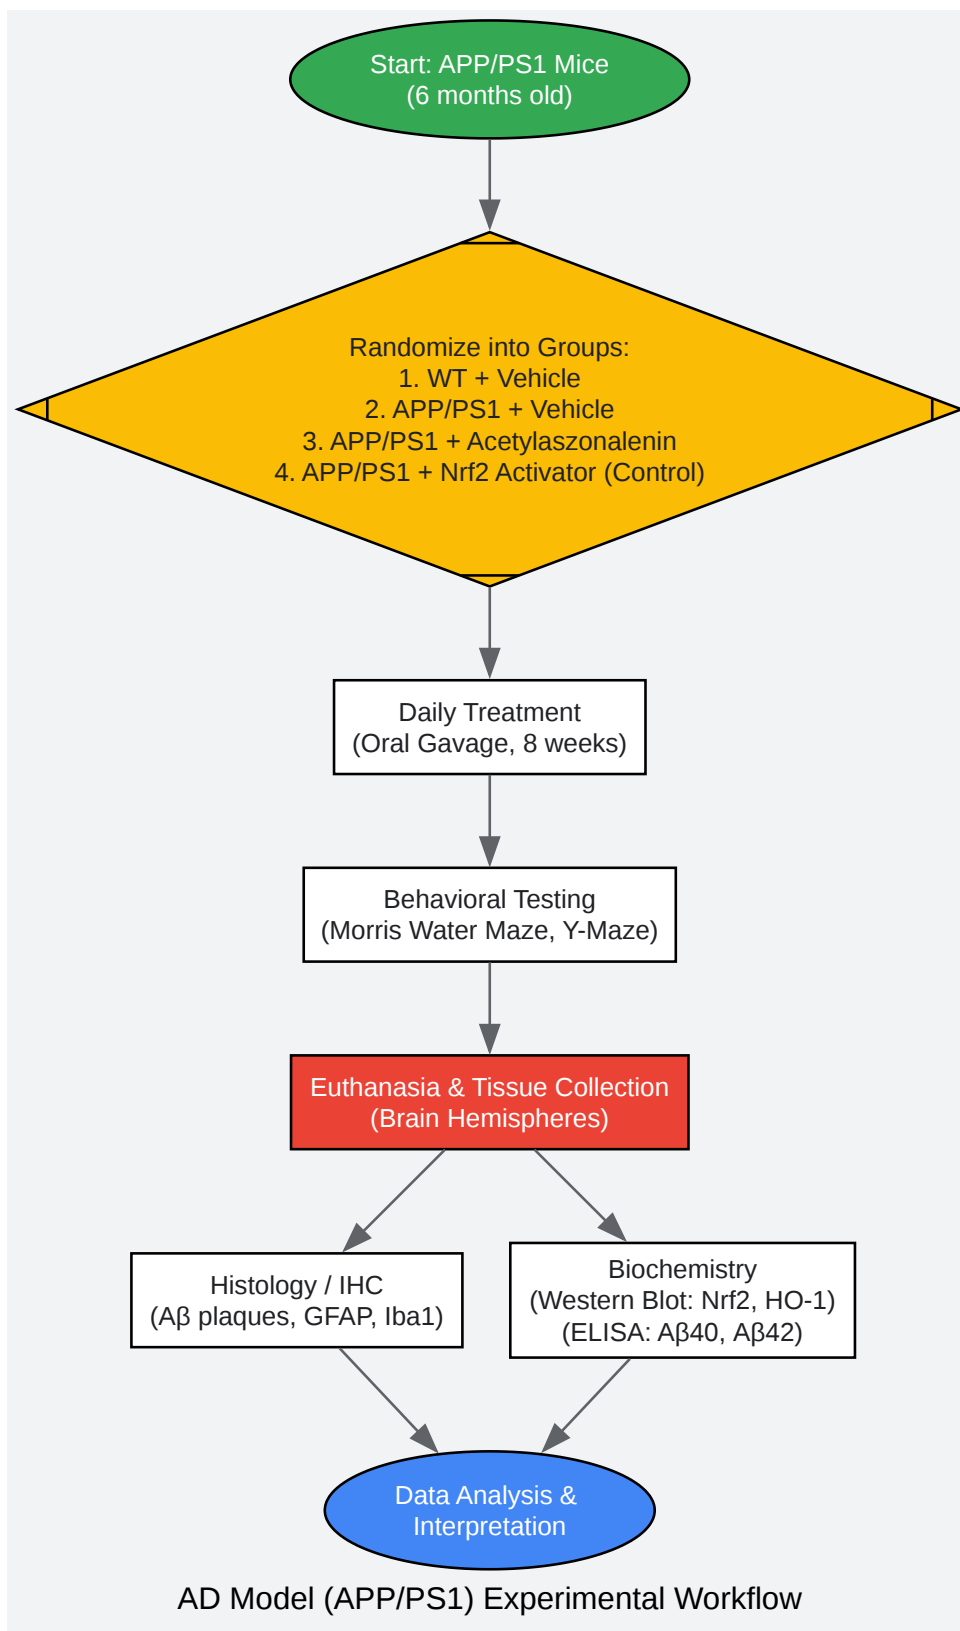 Start: APP/PS1 Mice
(6 months old)
Randomize into Groups:
1. WT + Vehicle
2. APP/PS1 + Vehicle
3. APP/PS1 + Acetylaszonalenin
4. APP/PS1 + Nrf2 Activator (Control)
Daily Treatment
(Oral Gavage, 8 weeks)
Behavioral Testing
(Morris Water Maze, Y-Maze)
Euthanasia & Tissue Collection
(Brain Hemispheres)
Histology / IHC
(Aβ plaques, GFAP, Iba1)
Biochemistry
(Western Blot: Nrf2, HO-1)
(ELISA: Aβ40, Aβ42)
Data Analysis &
Interpretation
AD Model (APP/PS1) Experimental Workflow